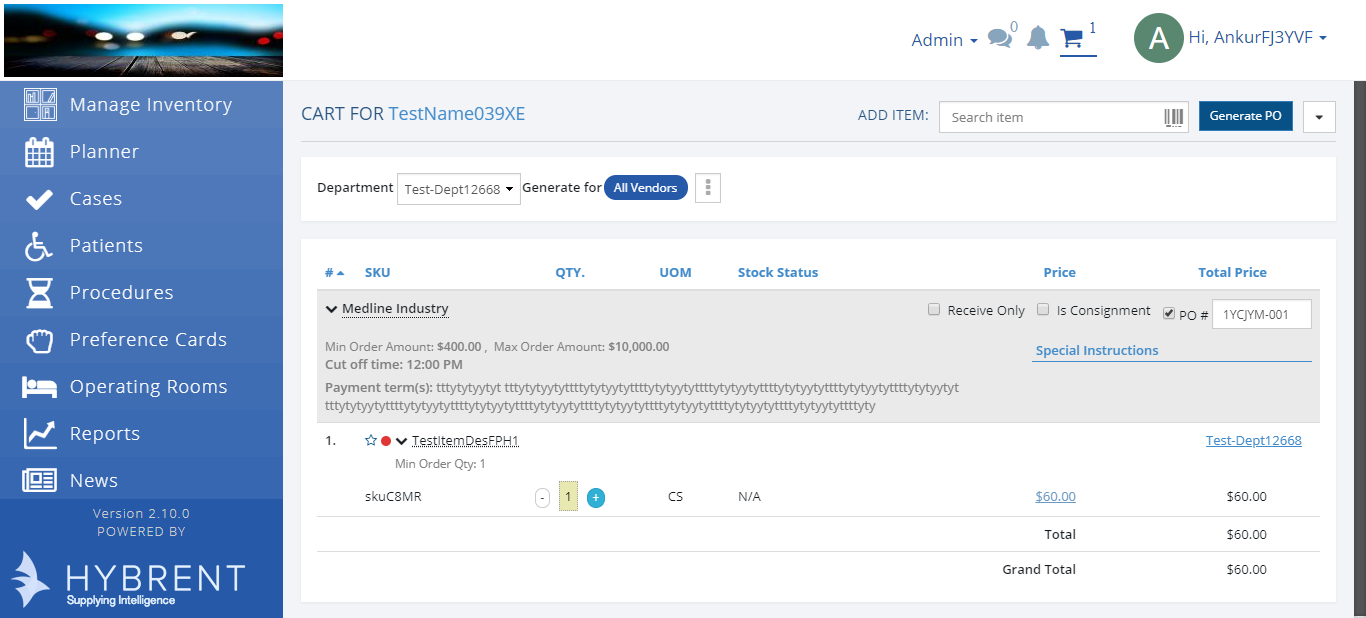 Admin 0 1 A Hi, AnkurFJ3YVF
Manage Inventory
Planner
Cases
Patients
Procedures
Preference Cards
Operating Rooms
Reports
News
Version 2.10.0
POWERED BY
HYBRENT
Supplying Intelligence
CART FOR TestName039XE ADD ITEM: Search item Generate PO
Department Test-Dept12668 Generate for All Vendors
# SKU QTY. UOM Stock Status Price Total Price
Medline Industry Receive Only Is Consignment PO # 1YCJYM-001
Min Order Amount: $400.00 , Max Order Amount: $10,000.00
Special Instructions
Cut off time: 12:00 PM
Payment term(s): tttytytyytyt tttytytyytyttttytytyytyttttytytyytyttttytytyytyttttytytyytyttttytytyytyttttytytyytyt
tttytytyytyttttytytyytyttttytytyytyttttytytyytyttttytytyytyttttytytyytyttttytytyytyttttytytyytyttttyty
1. TestItemDesFPH1 Test-Dept12668
Min Order Qty: 1
skuC8MR - 1 + CS N/A $60.00 $60.00
Total $60.00
Grand Total $60.00